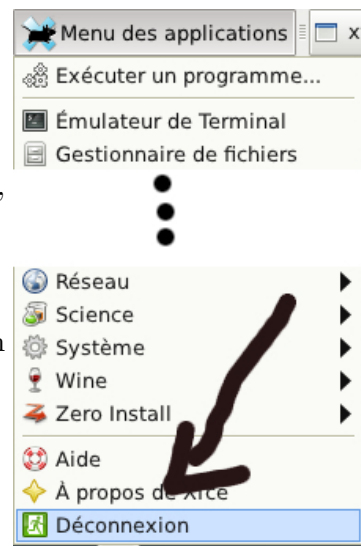 Menu des applications x
Exécuter un programme...
Émulateur de Terminal
Gestionnaire de fichiers
,
Réseau
Science
n
Système
Wine
Zero Install
Aide
À propos de Xfce
Déconnexion